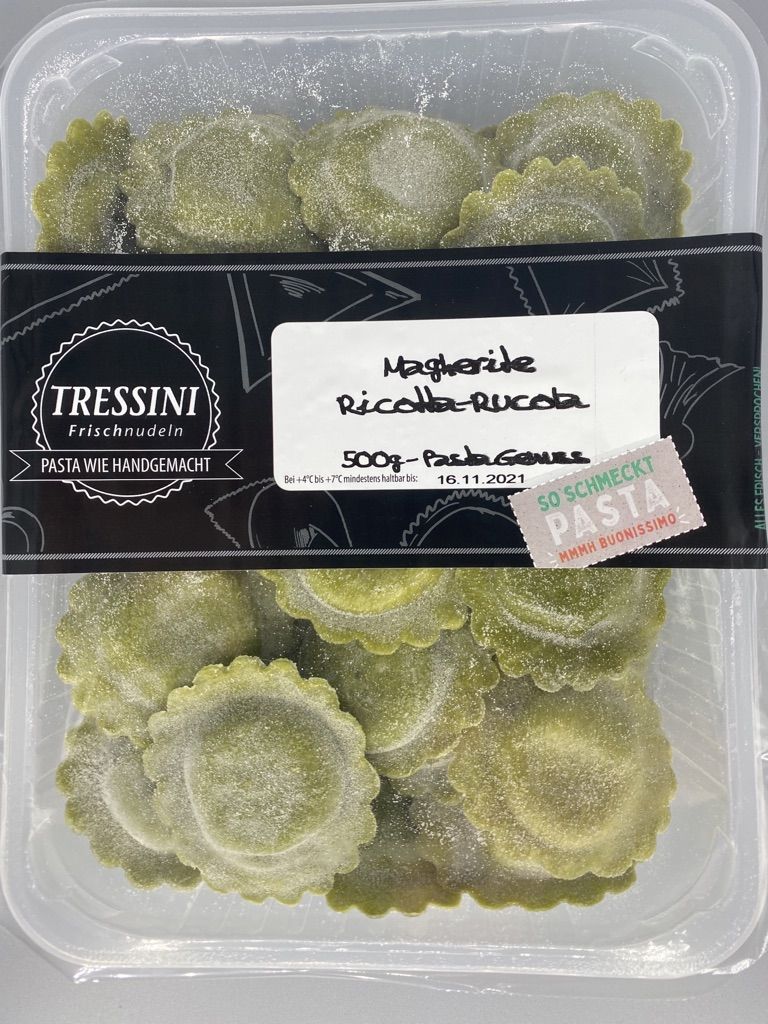 TRESSINI
Frischnudeln
PASTA WIE HANDGEMACHT
Magherite
Ricotta-Rucola
500g-Pasta Genuss
Bei +4°C bis +7°C mindestens haltbar bis: 16.11.2021
SO SCHMECKT
PASTA
MMMH BUONISSIMO
ALLES FRISCH - VERSPROCHEN!